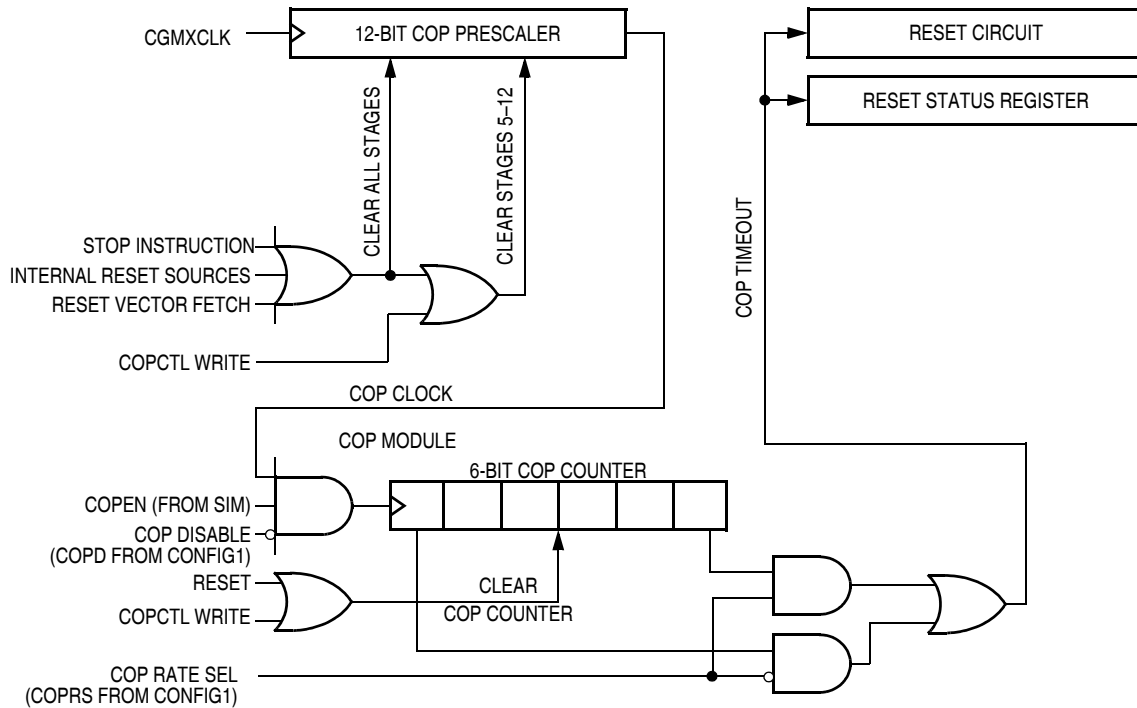 CGMXCLK
12-BIT COP PRESCALER
RESET CIRCUIT
RESET STATUS REGISTER
CLEAR ALL STAGES
CLEAR STAGES 5–12
COP TIMEOUT
STOP INSTRUCTION
INTERNAL RESET SOURCES
RESET VECTOR FETCH
COPCTL WRITE
COP CLOCK
COP MODULE
6-BIT COP COUNTER
COPEN (FROM SIM)
COP DISABLE
(COPD FROM CONFIG1)
RESET
COPCTL WRITE
CLEAR
COP COUNTER
COP RATE SEL
(COPRS FROM CONFIG1)